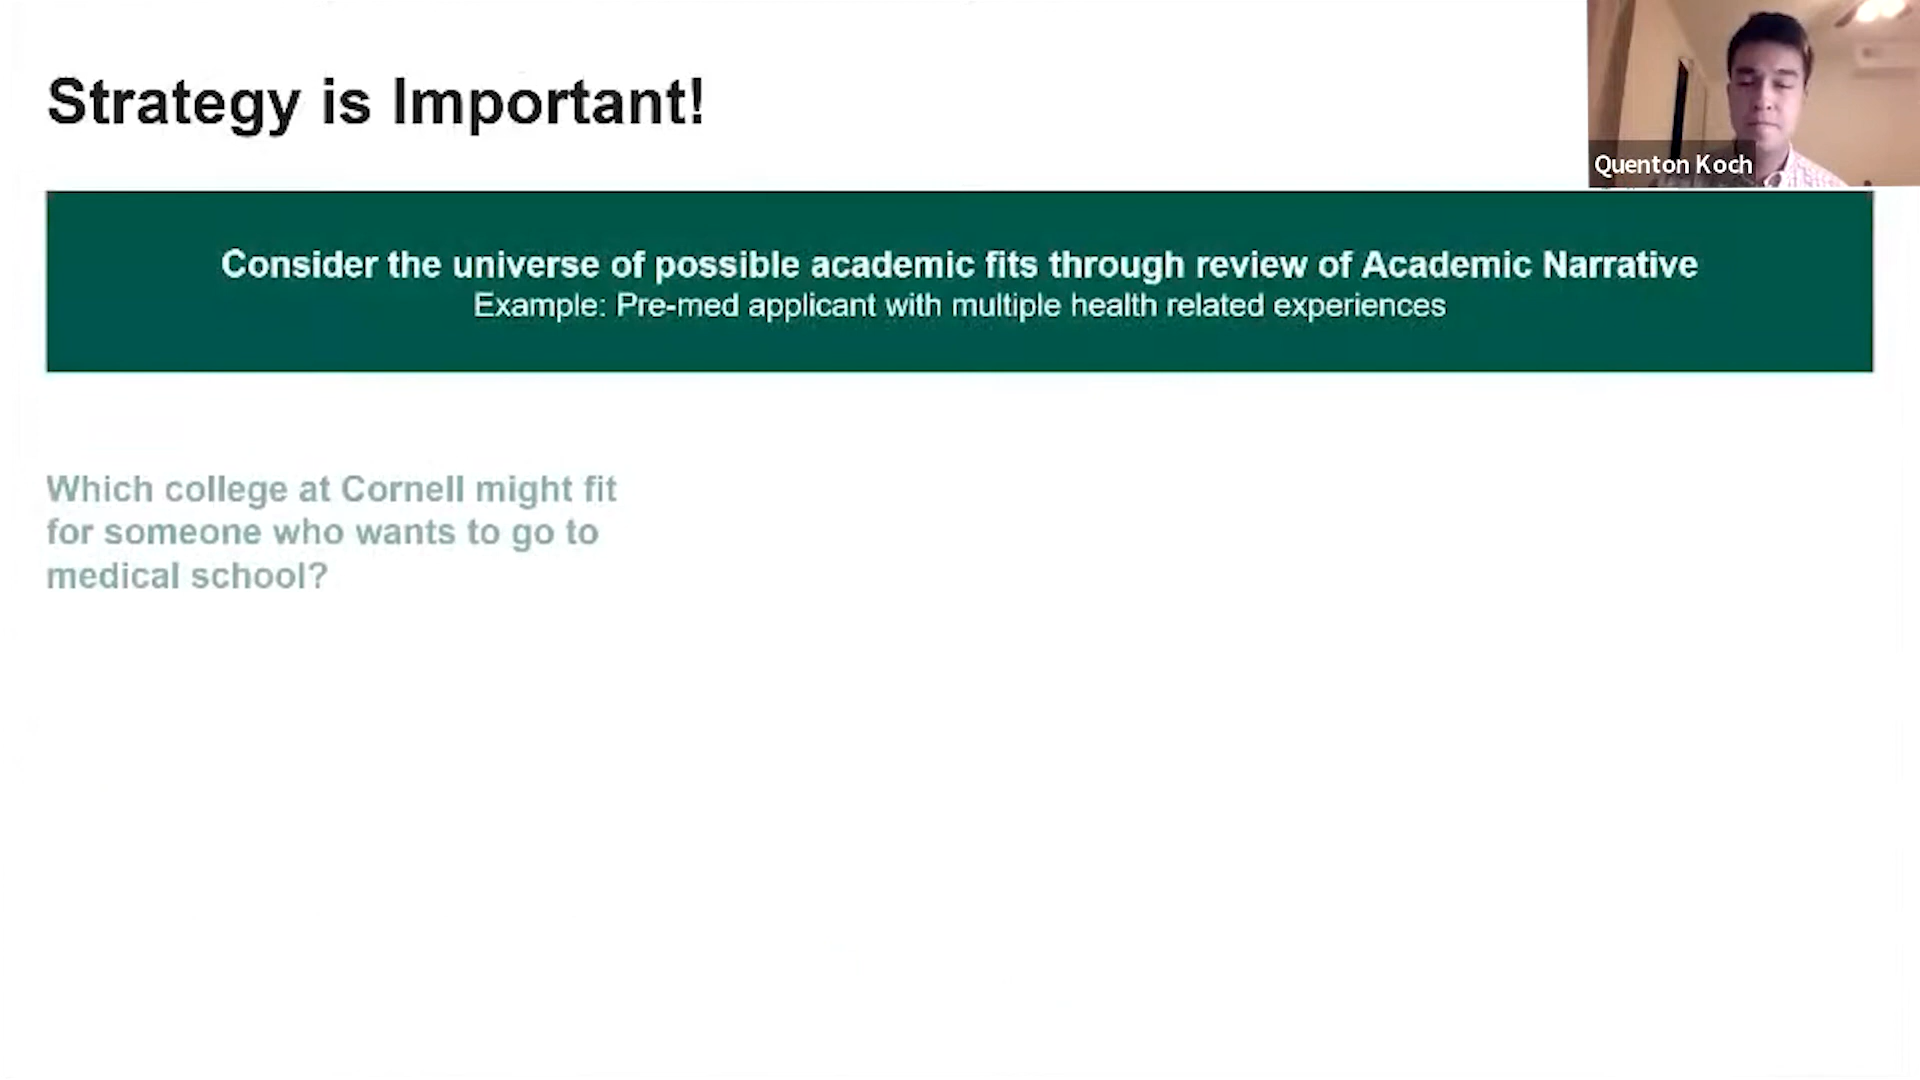 Strategy is Important!
Quenton Koch
Consider the universe of possible academic fits through review of Academic Narrative
Example: Pre-med applicant with multiple health related experiences
Which college at Cornell might fit
for someone who wants to go to
medical school?